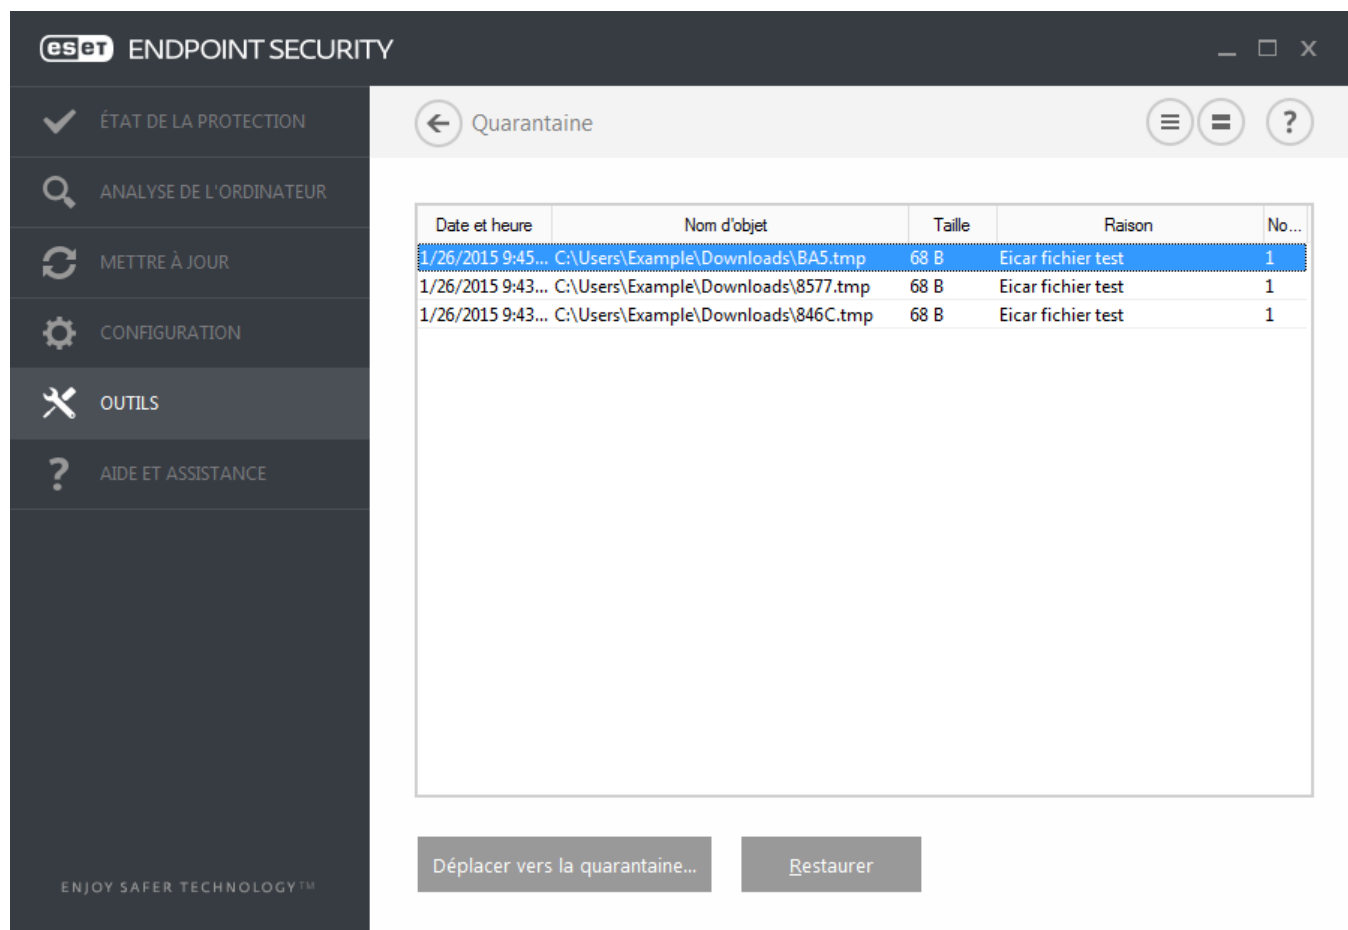 eset ENDPOINT SECURITY
ÉTAT DE LA PROTECTION
ANALYSE DE L'ORDINATEUR
METTRE À JOUR
CONFIGURATION
OUTILS
AIDE ET ASSISTANCE
ENJOY SAFER TECHNOLOGY™
Quarantaine
Date et heure Nom d'objet Taille Raison No...
1/26/2015 9:45... C:\Users\Example\Downloads\BA5.tmp 68 B Eicar fichier test 1
1/26/2015 9:43... C:\Users\Example\Downloads\8577.tmp 68 B Eicar fichier test 1
1/26/2015 9:43... C:\Users\Example\Downloads\846C.tmp 68 B Eicar fichier test 1
Déplacer vers la quarantaine... Restaurer